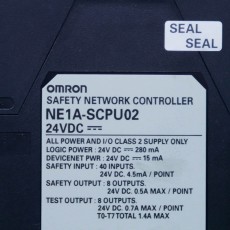 SEAL
SEAL
OMRON
SAFETY NETWORK CONTROLLER
NE1A-SCPU02
24VDC ⎓
ALL POWER AND I/O CLASS 2 SUPPLY ONLY
LOGIC POWER : 24V DC ⎓ 280 mA
DEVICENET PWR : 24V DC ⎓ 15 mA
SAFETY INPUT : 40 INPUTS.
24V DC. 4.5mA / POINT
SAFETY OUTPUT : 8 OUTPUTS.
24V DC. 0.5A MAX / POINT
TEST OUTPUT : 8 OUTPUTS.
24V DC. 0.7A MAX / POINT
T0-T7 TOTAL 1.4A MAX